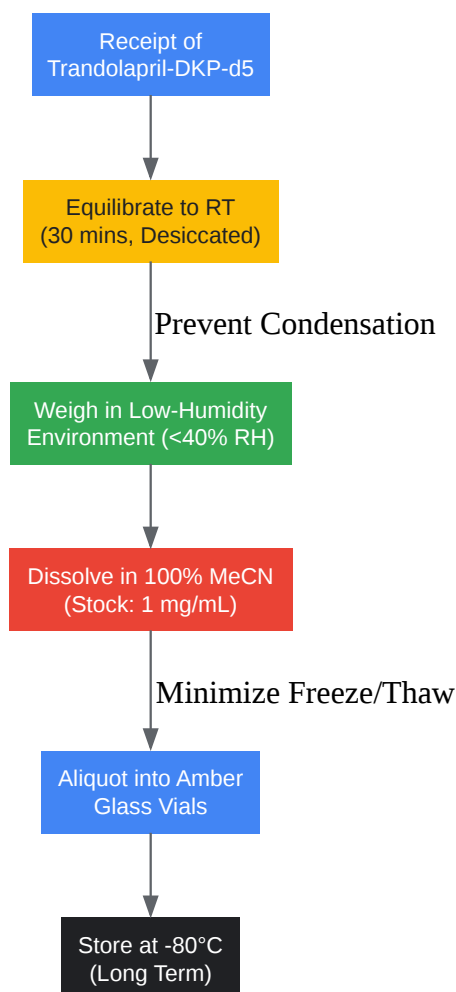 Receipt of
Trandolapril-DKP-d5
Equilibrate to RT
(30 mins, Desiccated)
Prevent Condensation
Weigh in Low-Humidity
Environment (<40% RH)
Dissolve in 100% MeCN
(Stock: 1 mg/mL)
Minimize Freeze/Thaw
Aliquot into Amber
Glass Vials
Store at -80°C
(Long Term)